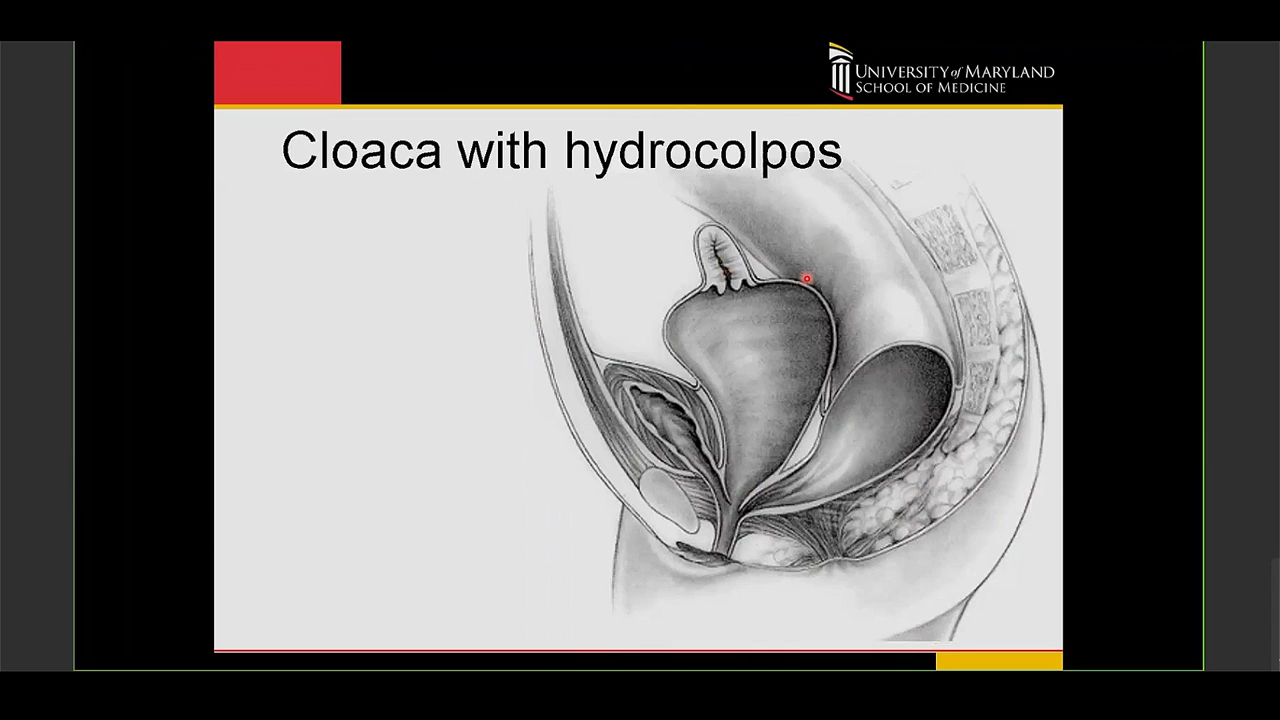 UNIVERSITY of MARYLAND
SCHOOL OF MEDICINE
Cloaca with hydrocolpos